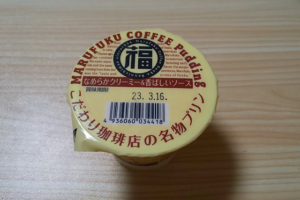 MARUFUKU COFFEE Pudding
福
なめらかクリーミー&香ばしいソース
23. 3.16.
4936060034418
こだわり珈琲店の名物プリン